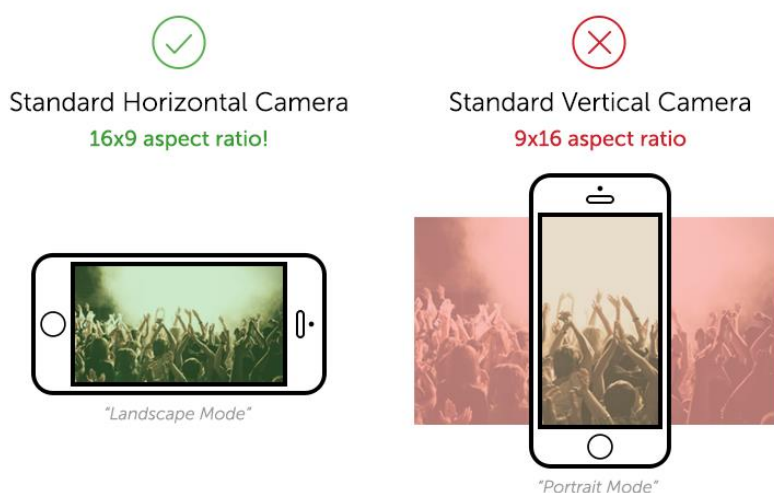 Standard Horizontal Camera
16x9 aspect ratio!
"Landscape Mode"
Standard Vertical Camera
9x16 aspect ratio
"Portrait Mode"